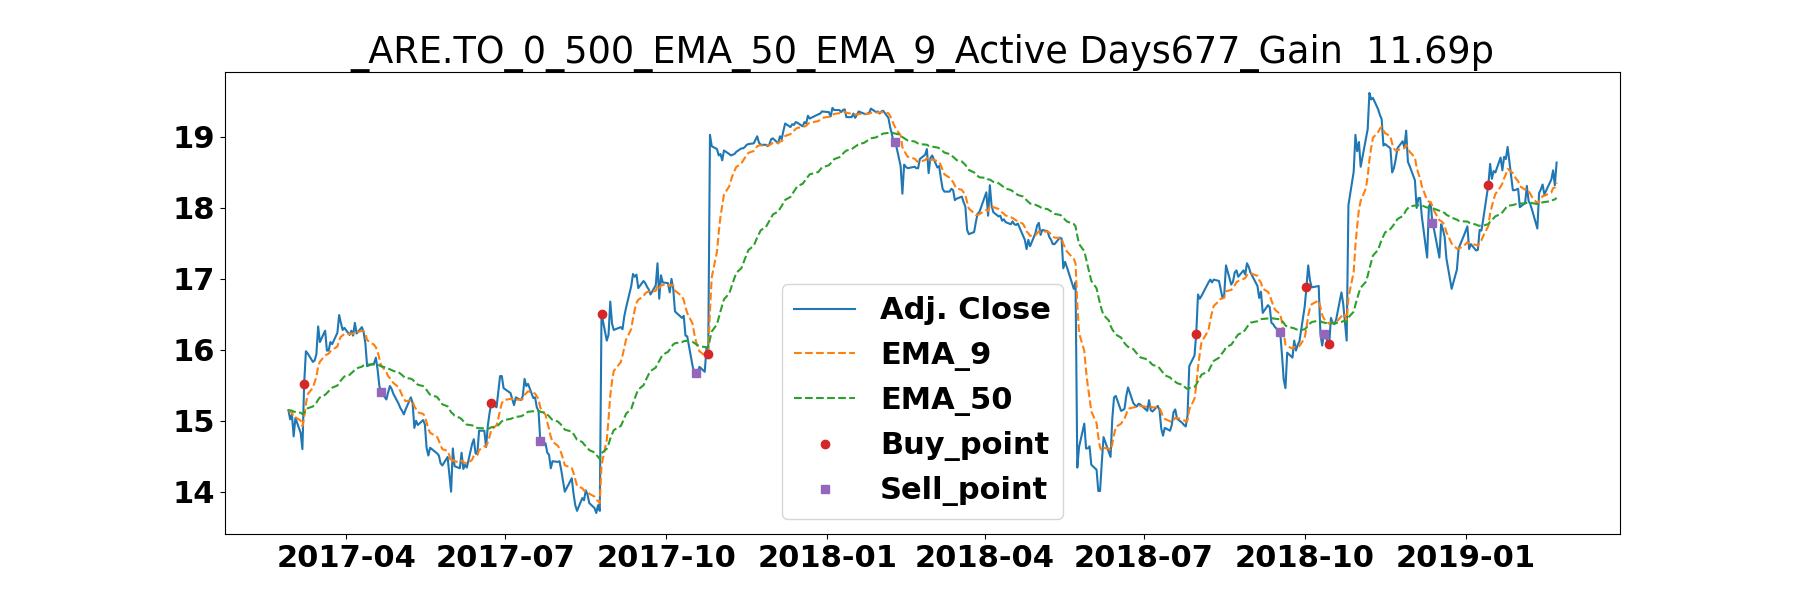 _ARE.TO_0_500_EMA_50_EMA_9_Active Days677_Gain  11.69p
19
18
17
16
15
14
Adj. Close
EMA_9
EMA_50
Buy_point
Sell_point
2017-04 2017-07 2017-10 2018-01 2018-04 2018-07 2018-10 2019-01